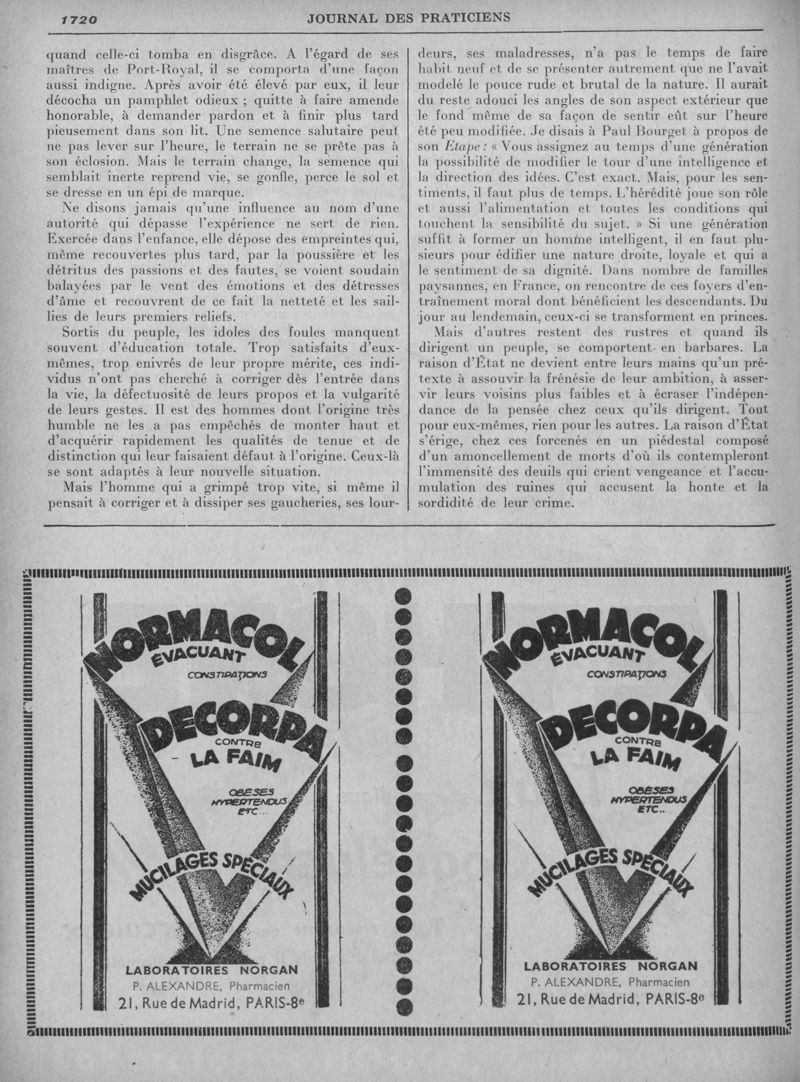 1720
JOURNAL DES PRATICIENS
quand celle-ci tomba en disgrâce. A l'égard de ses
maîtres de Port-Royal, il se comporta d'une façon
aussi indigne. Après avoir été élevé par eux, il leur
décocha un pamphlet odieux ; quitte à faire amende
honorable, à demander pardon et à finir plus tard
pieusement dans son lit. Une semence salutaire peut
ne pas lever sur l'heure, le terrain ne se prête pas à
son éclosion. Mais le terrain change, la semence qui
semblait inerte reprend vie, se gonfle, perce le sol et
se dresse en un épi de marque.
Ne disons jamais qu'une influence au nom d'une
autorité qui dépasse l'expérience ne sert de rien.
Exercée dans l'enfance, elle dépose des empreintes qui,
même recouvertes plus tard, par la poussière et les
détritus des passions et des fautes, se voient soudain
balayées par le vent des émotions et des détresses
d'âme et recouvrent de ce fait la netteté et les sail-
lies de leurs premiers reliefs.
Sortis du peuple, les idoles des foules manquent
souvent d'éducation totale. Trop satisfaits d'eux-
mêmes, trop enivrés de leur propre mérite, ces indi-
vidus n'ont pas cherché à corriger dès l'entrée dans
la vie, la défectuosité de leurs propos et la vulgarité
de leurs gestes. Il est des hommes dont l'origine très
humble ne les a pas empêchés de monter haut et
d'acquérir rapidement les qualités de tenue et de
distinction qui leur faisaient défaut à l'origine. Ceux-là
se sont adaptés à leur nouvelle situation.
Mais l'homme qui a grimpé trop vite, si même il
pensait à corriger et à dissiper ses gaucheries, ses lour-
deurs, ses maladresses, n'a pas le temps de faire
habit neuf et de se présenter autrement que ne l'avait
modelé le pouce rude et brutal de la nature. Il aurait
du reste adouci les angles de son aspect extérieur que
le fond même de sa façon de sentir eût sur l'heure
été peu modifiée. Je disais à Paul Bourget à propos de
son Etape : « Vous assignez au temps d'une génération
la possibilité de modifier le tour d'une intelligence et
la direction des idées. C'est exact. Mais, pour les sen-
timents, il faut plus de temps. L'hérédité joue son rôle
et aussi l'alimentation et toutes les conditions qui
touchent la sensibilité du sujet. » Si une génération
suffit à former un homme intelligent, il en faut plu-
sieurs pour édifier une nature droite, loyale et qui a
le sentiment de sa dignité. Dans nombre de familles
paysannes, en France, on rencontre de ces foyers d'en-
traînement moral dont bénéficient les descendants. Du
jour au lendemain, ceux-ci se transforment en princes.
Mais d'autres restent des rustres et quand ils
dirigent un peuple, se comportent en barbares. La
raison d'État ne devient entre leurs mains qu'un pré-
texte à assouvir la frénésie de leur ambition, à asser-
vir leurs voisins plus faibles et à écraser l'indépen-
dance de la pensée chez ceux qu'ils dirigent. Tout
pour eux-mêmes, rien pour les autres. La raison d'État
s'érige, chez ces forcenés en un piédestal composé
d'un amoncellement de morts d'où ils contempleront
l'immensité des deuils qui crient vengeance et l'accu-
mulation des ruines qui accusent la honte et la
sordidité de leur crime.
NORMACOL
ÉVACUANT
CONSTIPATIONS
DECORPA
CONTRE
LA FAIM
OBÈSES
HYPERTENDUS
ETC...
MUCILAGES SPÉCIAUX
LABORATOIRES NORGAN
P. ALEXANDRE, Pharmacien
21, Rue de Madrid, PARIS-8e
NORMACOL
ÉVACUANT
CONSTIPATIONS
DECORPA
CONTRE
LA FAIM
OBÈSES
HYPERTENDUS
ETC..
MUCILAGES SPÉCIAUX
LABORATOIRES NORGAN
P. ALEXANDRE, Pharmacien
21, Rue de Madrid, PARIS-8e